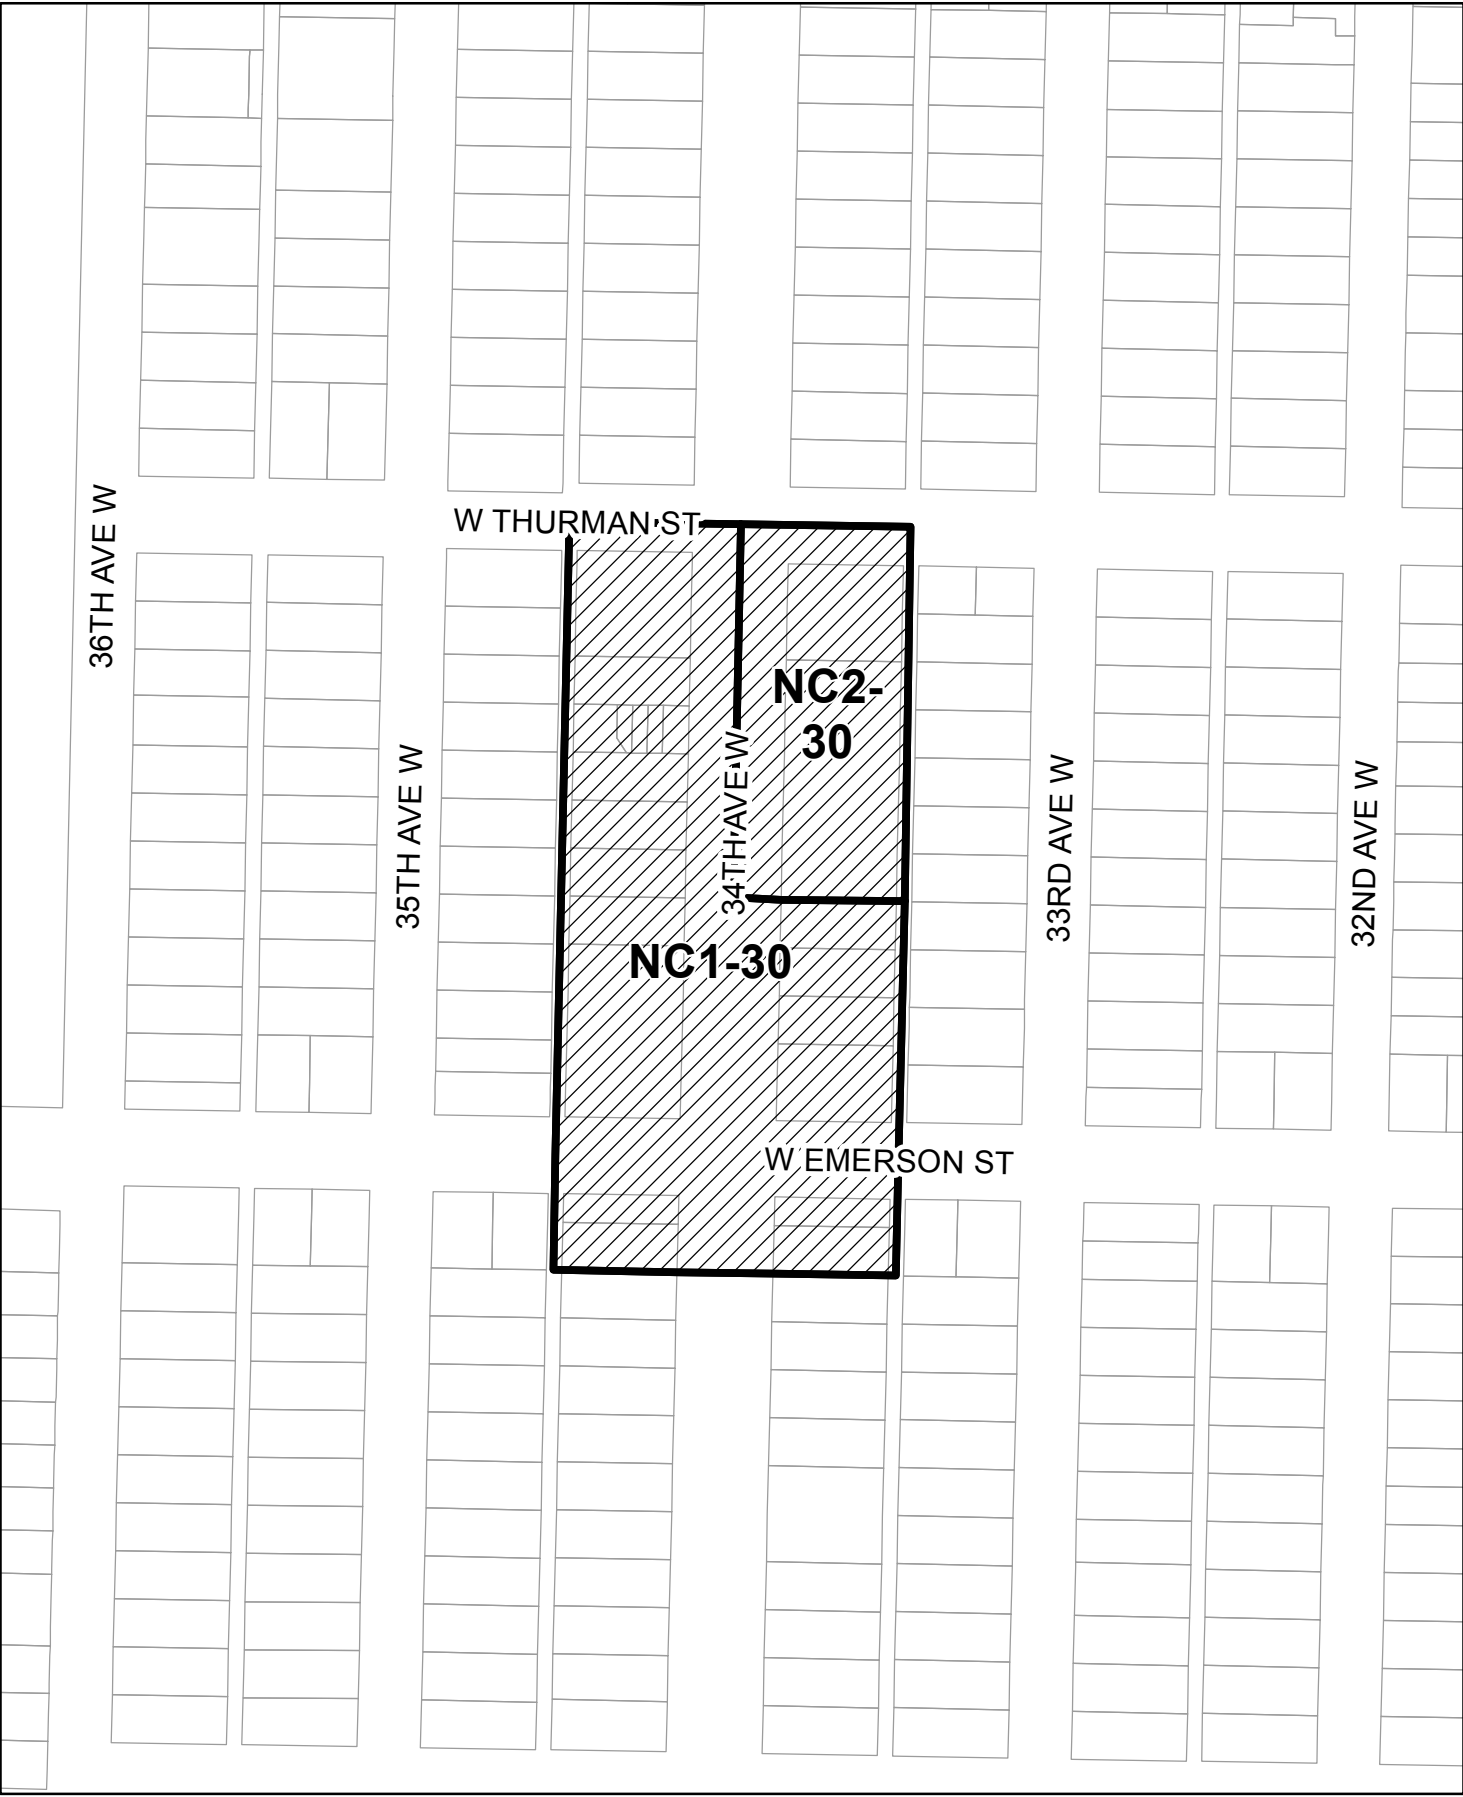 W THURMAN ST
36TH AVE W
NC2-
30
34TH AVE W
35TH AVE W
33RD AVE W
32ND AVE W
NC1-30
W EMERSON ST